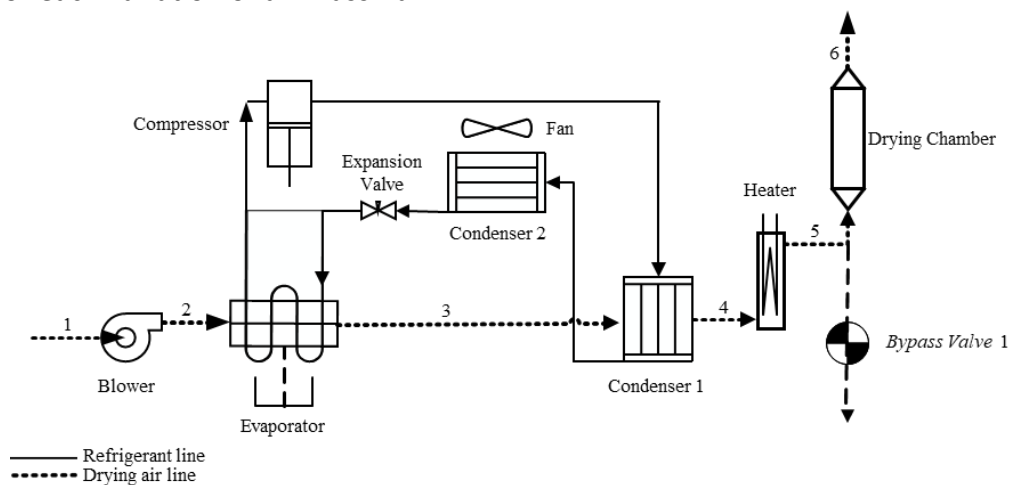 6
Compressor
Fan
Drying Chamber
Expansion
Valve
Heater
Condenser 2
5
1
2
3
4
Bypass Valve 1
Blower
Condenser 1
Evaporator
Refrigerant line
Drying air line